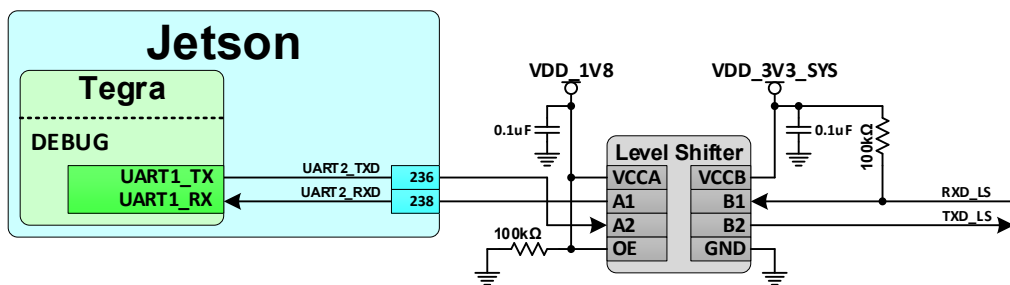 Jetson
Tegra
DEBUG
UART1_TX
UART1_RX
UART2_TXD
UART2_RXD
236
238
VDD_1V8
VDD_3V3_SYS
0.1uF
0.1uF
100kΩ
Level Shifter
VCCA
VCCB
A1
B1
A2
B2
OE
GND
100kΩ
RXD_LS
TXD_LS